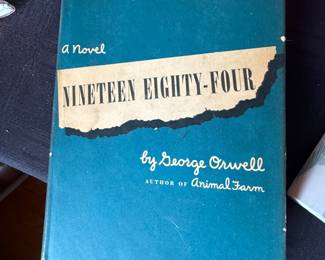 a Novel
NINETEEN EIGHTY-FOUR
by George Orwell
AUTHOR OF Animal Farm